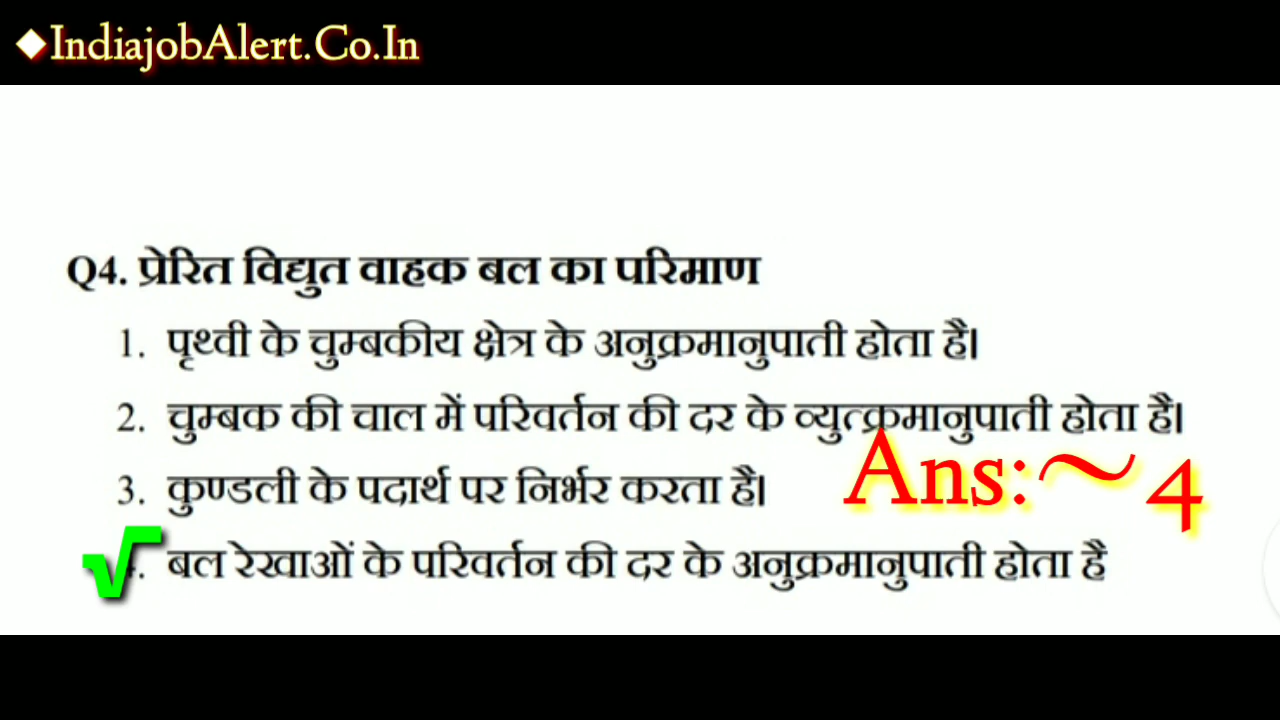 ◆IndiajobAlert.Co.In
Q4. प्रेरित विद्युत वाहक बल का परिमाण
1. पृथ्वी के चुम्बकीय क्षेत्र के अनुक्रमानुपाती होता है।
2. चुम्बक की चाल में परिवर्तन की दर के व्युत्क्रमानुपाती होता है।
3. कुण्डली के पदार्थ पर निर्भर करता है।
Ans:~4
√. बल रेखाओं के परिवर्तन की दर के अनुक्रमानुपाती होता है